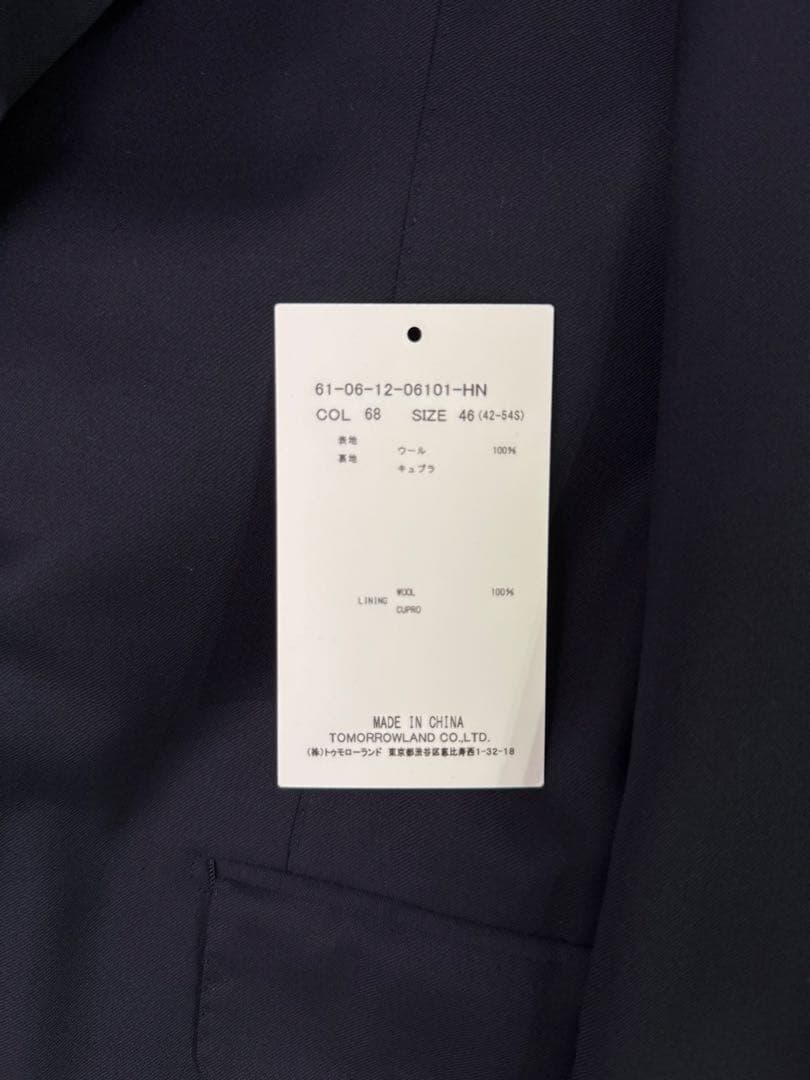 61-06-12-06101-HN
COL 68 SIZE 46 (42-54S)
表地 ウール 100%
裏地 キュプラ
WOOL 100%
LINING CUPRO
MADE IN CHINA
TOMORROWLAND CO.,LTD.
(株)トゥモローランド 東京都渋谷区恵比寿西1-32-18